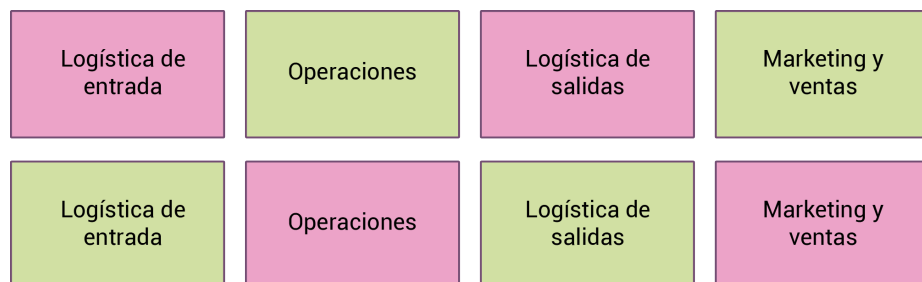 Logística de
entrada
Operaciones
Logística de
salidas
Marketing y
ventas
Logística de
entrada
Operaciones
Logística de
salidas
Marketing y
ventas